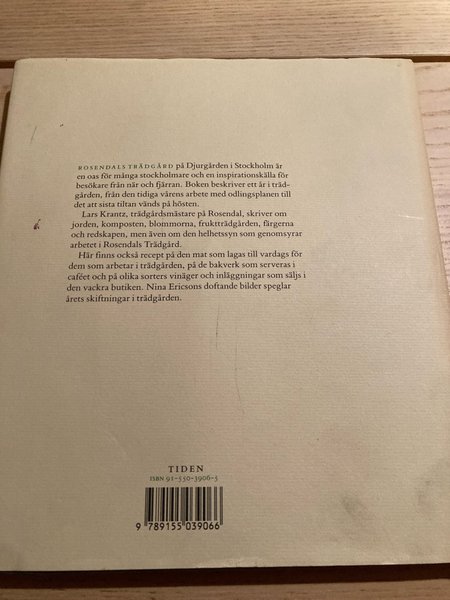 ROSENDALS TRÄDGÅRD på Djurgården i Stockholm är
en oas för många stockholmare och en inspirationskälla för
besökare från när och fjärran. Boken beskriver ett år i träd-
gården, från den tidiga vårens arbete med odlingsplanen till
det att sista tiltan vänds på hösten.
Lars Krantz, trädgårdsmästare på Rosendal, skriver om
jorden, komposten, blommorna, fruktträdgården, färgerna
och redskapen, men även om den helhetssyn som genomsyrar
arbetet i Rosendals Trädgård.
Här finns också recept på den mat som lagas till vardags för
dem som arbetar i trädgården, på de bakverk som serveras i
caféet och på olika sorters vinäger och inläggningar som säljs i
den vackra butiken. Nina Ericsons doftande bilder speglar
årets skiftningar i trädgården.
TIDEN
ISBN 91-550-3906-5
9 789155 039066